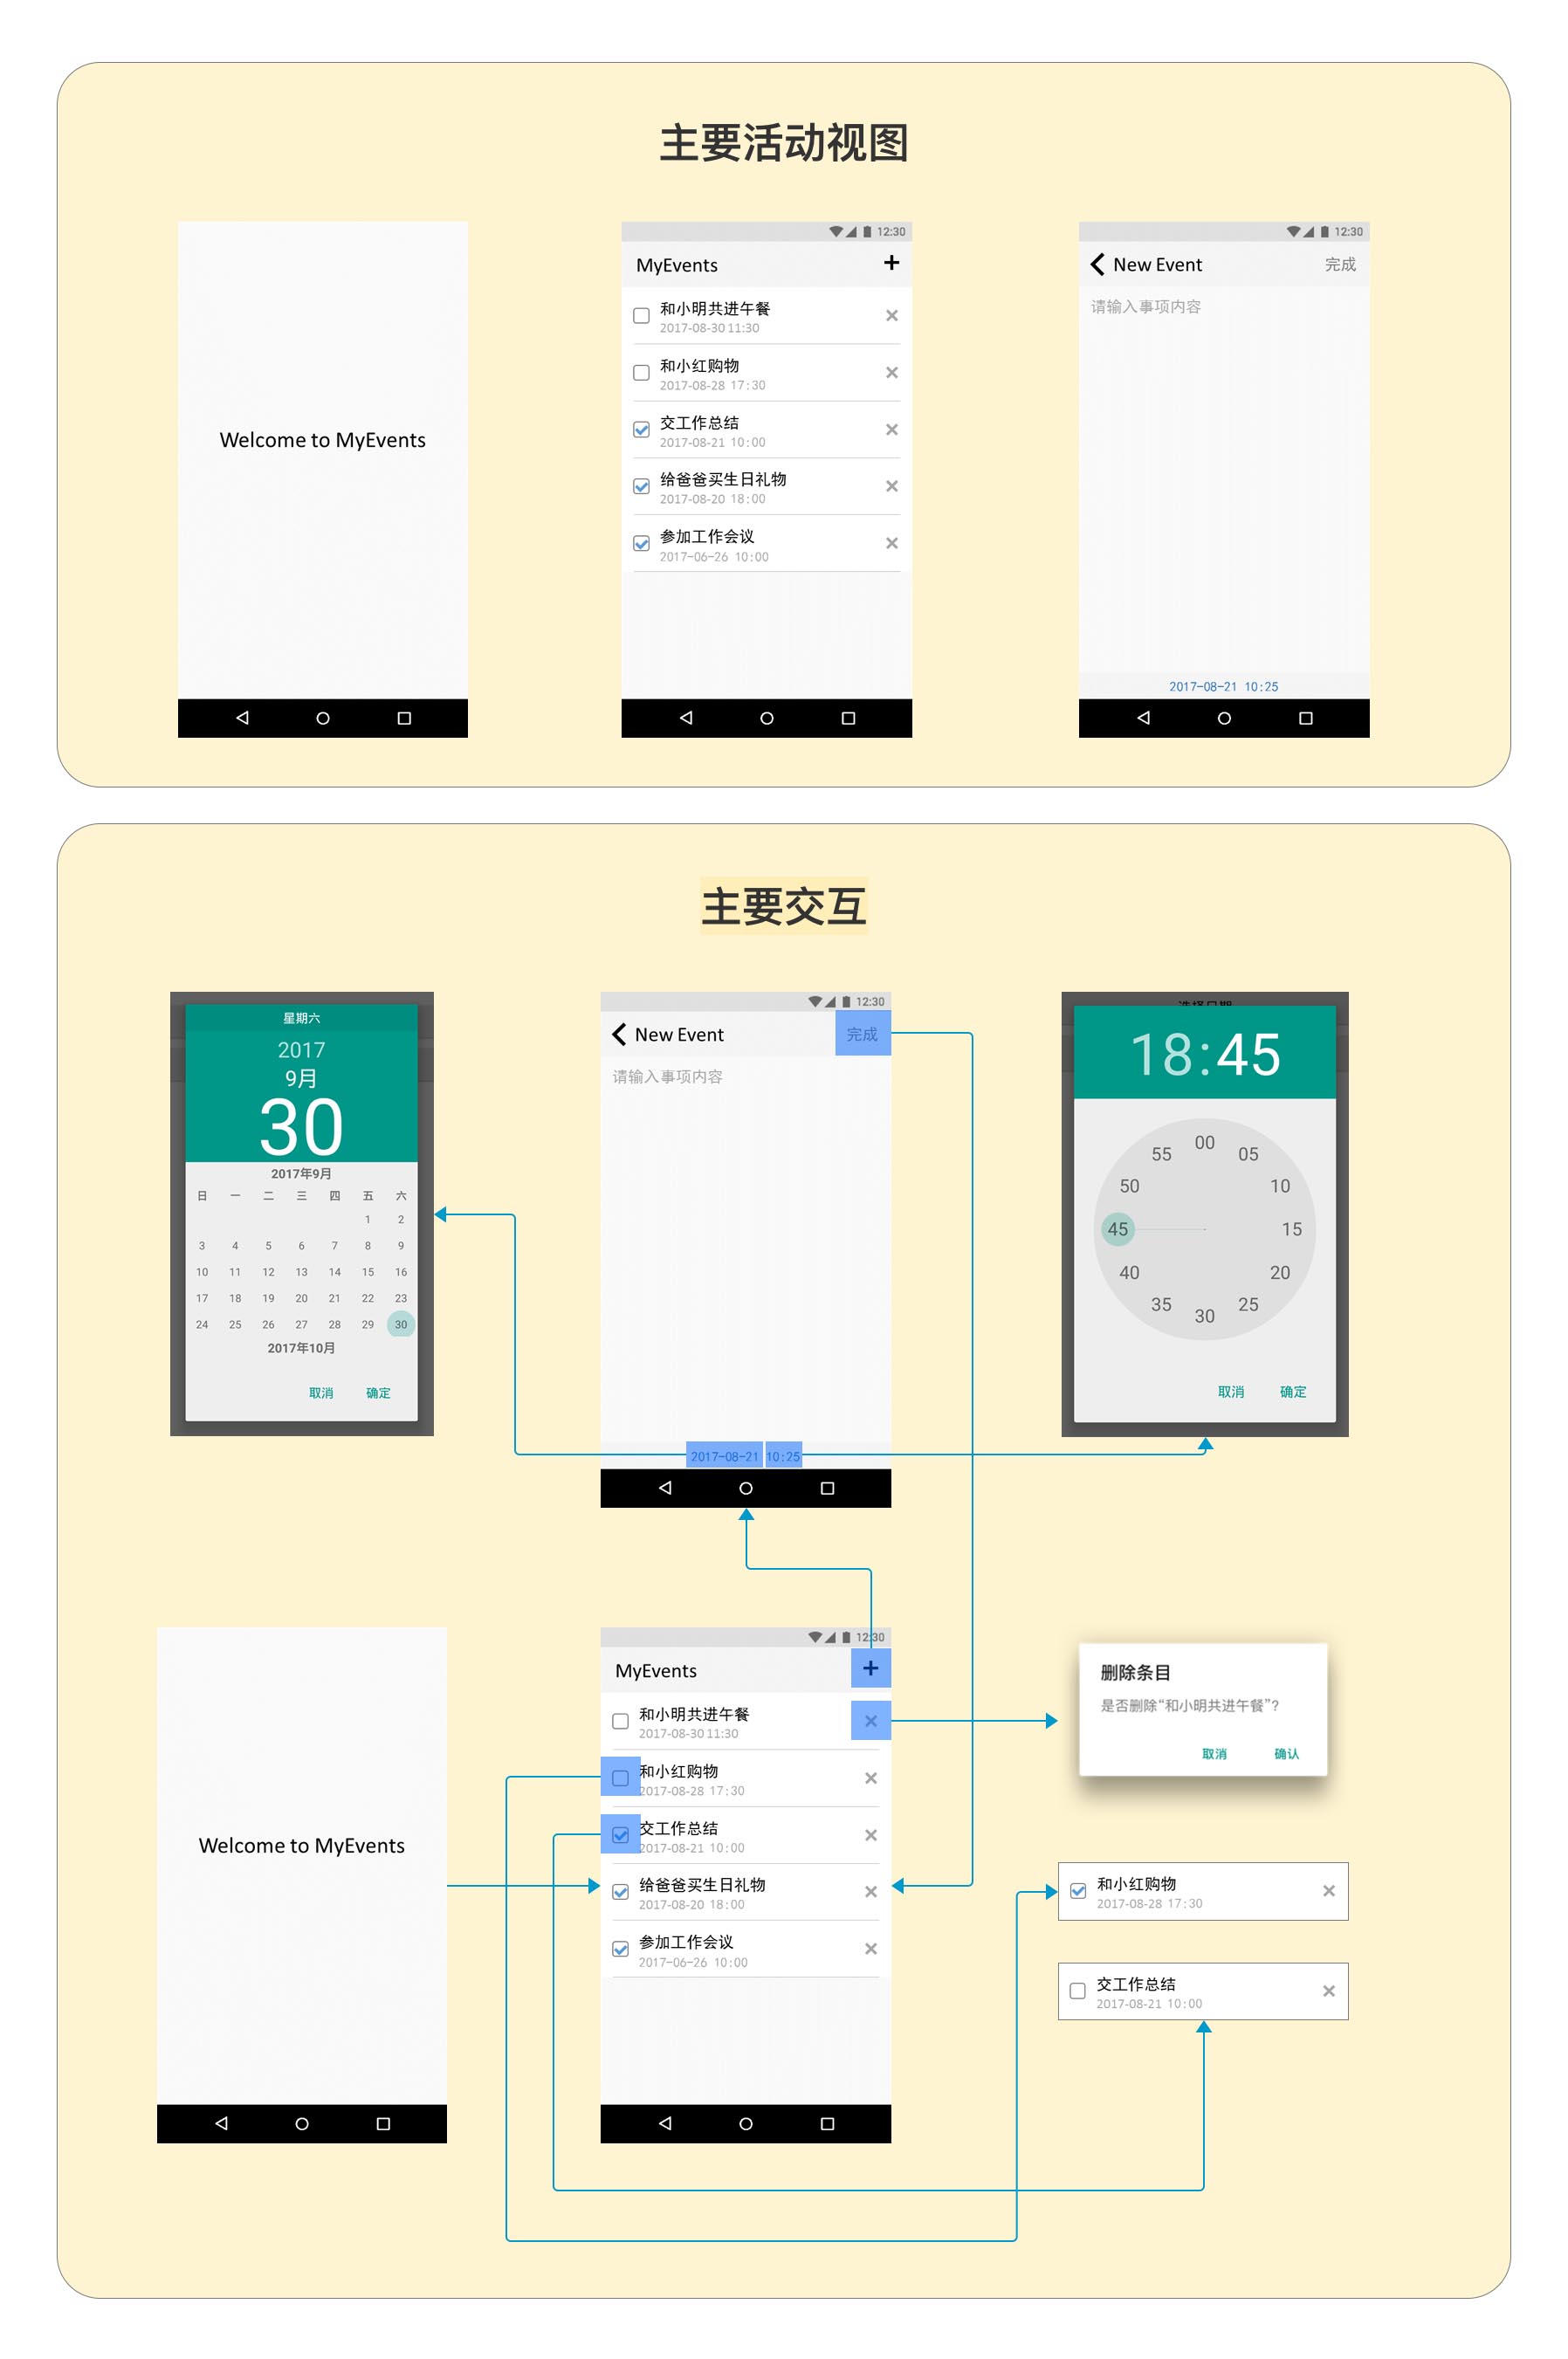 主要活动视图
Welcome to MyEvents
12:30
MyEvents
和小明共进午餐
2017-08-30 11:30
和小红购物
2017-08-28 17:30
交工作总结
2017-08-21 10:00
给爸爸买生日礼物
2017-08-20 18:00
参加工作会议
2017-06-26 10:00
12:30
New Event 完成
请输入事项内容
2017-08-21 10:25
主要交互
星期六
2017
9月
30
2017年9月
日 一 二 三 四 五 六
1 2
3 4 5 6 7 8 9
10 11 12 13 14 15 16
17 18 19 20 21 22 23
24 25 26 27 28 29 30
2017年10月
取消 确定
12:30
New Event 完成
请输入事项内容
2017-08-21 10:25
选择日期
18:45
00
55 05
50 10
45 15
40 20
35 25
30
取消 确定
Welcome to MyEvents
12:30
MyEvents
和小明共进午餐
2017-08-30 11:30
和小红购物
2017-08-28 17:30
交工作总结
2017-08-21 10:00
给爸爸买生日礼物
2017-08-20 18:00
参加工作会议
2017-06-26 10:00
删除条目
是否删除“和小明共进午餐”?
取消 确认
和小红购物
2017-08-28 17:30
交工作总结
2017-08-21 10:00